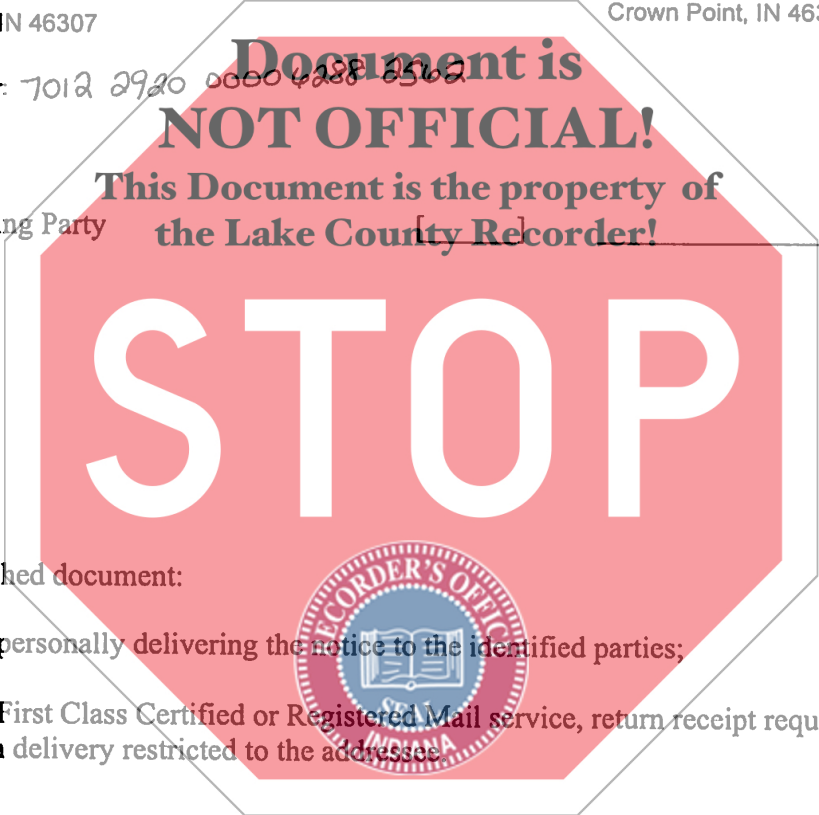 IN 46307
Crown Point, IN 463
Document is
: 7012 2920 0000 4288 2562
NOT OFFICIAL!
This Document is the property of
ng Party
the Lake County Recorder!
[ ]
STOP
hed document:
RECORDER'S OFFICE
personally delivering the notice to the identified parties;
SEAL
First Class Certified or Registered Mail service, return receipt requ
INDIANA
delivery restricted to the addressee.